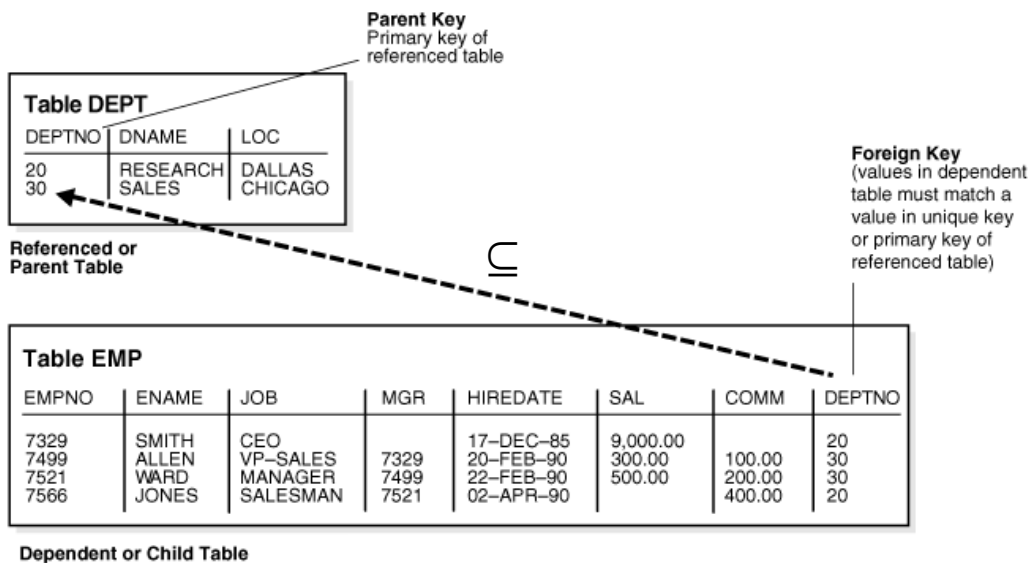 Parent Key
Primary key of
referenced table
Table DEPT
DEPTNO DNAME LOC
20 RESEARCH DALLAS
30 SALES CHICAGO
Referenced or
Parent Table
⊆
Foreign Key
(values in dependent
table must match a
value in unique key
or primary key of
referenced table)
Table EMP
EMPNO ENAME JOB MGR HIREDATE SAL COMM DEPTNO
7329 SMITH CEO 17–DEC–85 9,000.00 20
7499 ALLEN VP–SALES 7329 20–FEB–90 300.00 100.00 30
7521 WARD MANAGER 7499 22–FEB–90 500.00 200.00 30
7566 JONES SALESMAN 7521 02–APR–90 400.00 20
Dependent or Child Table